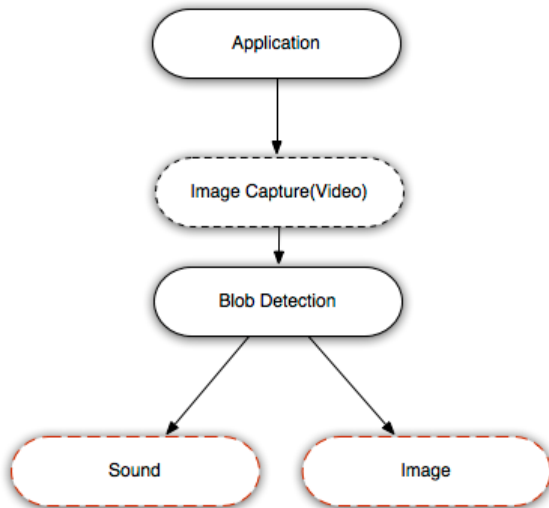 Application
Image Capture(Video)
Blob Detection
Sound
Image